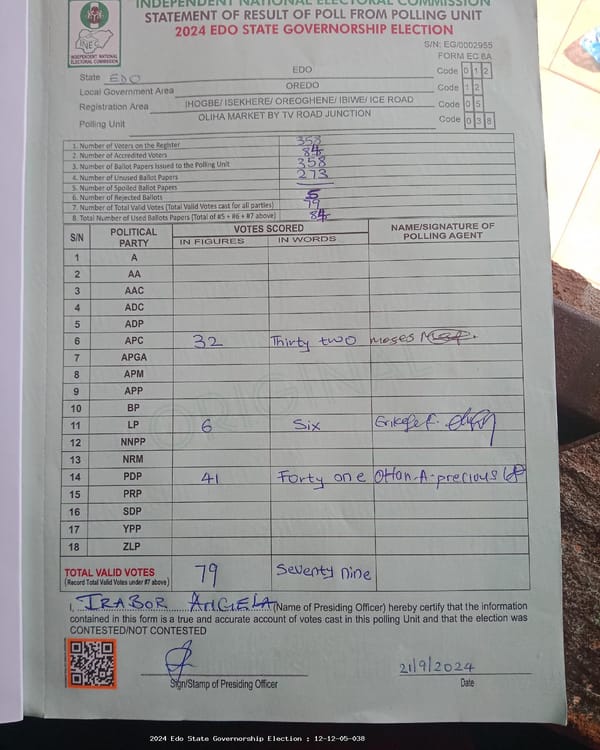 INDEPENDENT NATIONAL ELECTORAL COMMISSION
STATEMENT OF RESULT OF POLL FROM POLLING UNIT
2024 EDO STATE GOVERNORSHIP ELECTION
INEC
INDEPENDENT NATIONAL ELECTORAL COMMISSION
S/N: EG/0002955
FORM EC 8A
State EDO EDO Code 0 1 2
Local Government Area OREDO Code 1 2
Registration Area IHOGBE/ ISEKHERE/ OREOGHENE/ IBIWE/ ICE ROAD Code 0 5
Polling Unit OLIHA MARKET BY TV ROAD JUNCTION Code 0 3 8
1. Number of Voters on the Register 358
2. Number of Accredited Voters 84
3. Number of Ballot Papers Issued to the Polling Unit 358
4. Number of Unused Ballot Papers 273
5. Number of Spoiled Ballot Papers
6. Number of Rejected Ballots 5
7. Number of Total Valid Votes (Total Valid Votes cast for all parties) 79
8. Total Number of Used Ballots Papers (Total of #5 + #6 + #7 above) 84
S/N POLITICAL PARTY VOTES SCORED NAME/SIGNATURE OF POLLING AGENT
IN FIGURES IN WORDS
1 A
2 AA
3 AAC
4 ADC
5 ADP
6 APC 32 Thirty two moses
7 APGA
8 APM
9 APP
10 BP
11 LP 6 Six
12 NNPP
13 NRM
14 PDP 41 Forty one precious
15 PRP
16 SDP
17 YPP
18 ZLP
TOTAL VALID VOTES 79 Seventy nine
(Record Total Valid Votes under #7 above)
ORIGINAL
I, IRABOR ANGELA (Name of Presiding Officer) hereby certify that the information
contained in this form is a true and accurate account of votes cast in this polling Unit and that the election was
CONTESTED/NOT CONTESTED
21/9/2024
Sign/Stamp of Presiding Officer Date
2024 Edo State Governorship Election : 12-12-05-038